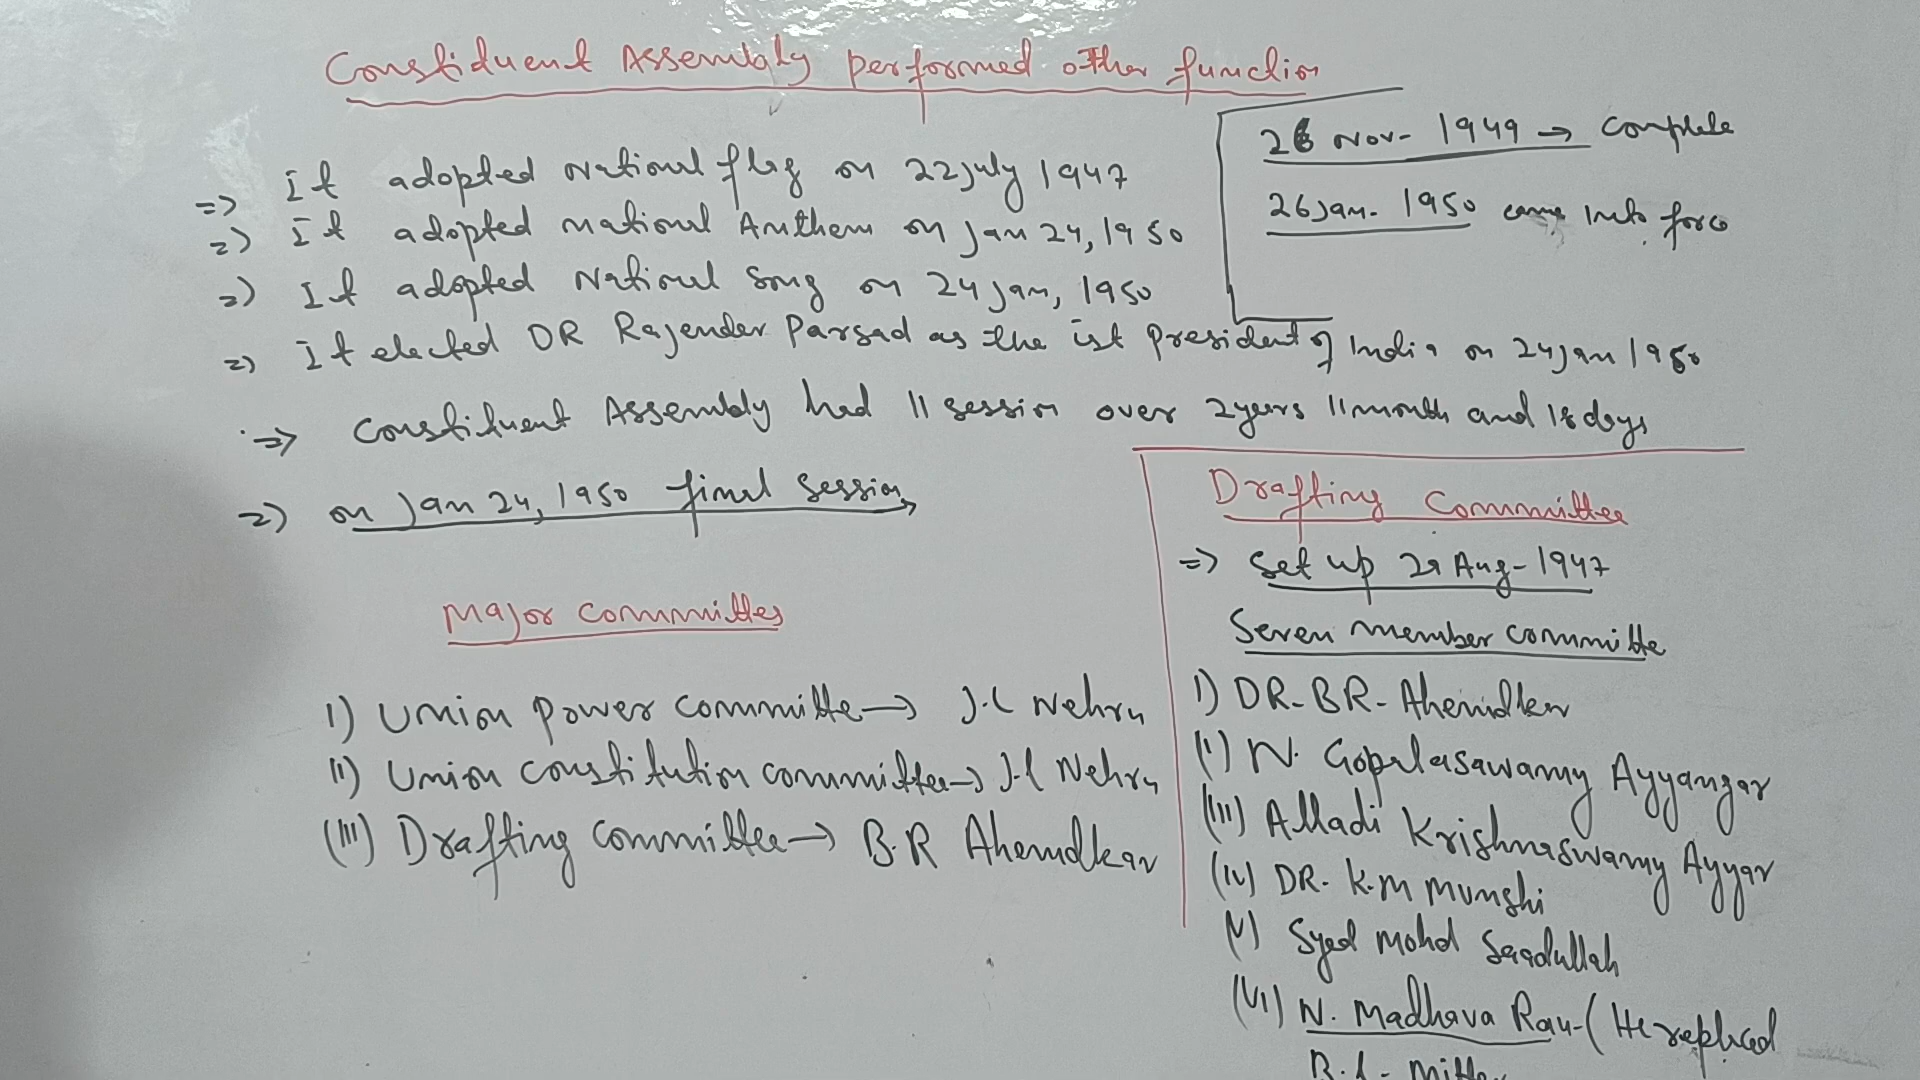 Constiduent Assembly performed other function
26 Nov- 1949 → Complete
26 Jan. 1950 came into force
=> It adopted National flag on 22 July 1947
=> It adopted national Anthem on Jan 24, 1950
=> It adopted National Song on 24 Jan, 1950
=> It elected DR Rajender Parsad as the ist President of India on 24 Jan 1950
=> Constituent Assembly had 11 session over 2 years 11 month and 18 days
=> on Jan 24, 1950 final session
Major Committes
I) Union Power Committe → J.L Nehru
II) Union Constitution committee → J.L Nehru
(III) Drafting Committee → B.R Ahemdkar
Drafting Committee
=> Set up 29 Aug-1947
Seven member committe
I) DR. BR. Ahemdkar
(II) N. Gopalasawamy Ayyangar
(III) Alladi Krishnaswamy Ayyar
(IV) DR. K.M Munshi
V) Syed Mohd Saadullah
(VI) N. Madhava Rau-( He replaced
B.L. Mitter